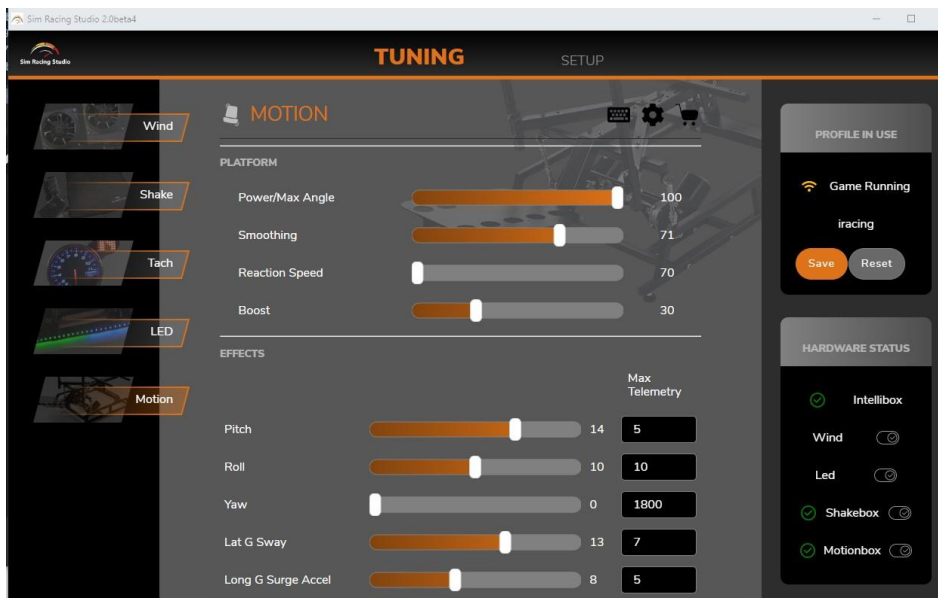 Sim Racing Studio 2.0beta4
Sim Racing Studio
TUNING
SETUP
Wind
Shake
Tach
LED
Motion
MOTION
PLATFORM
Power/Max Angle 100
Smoothing 71
Reaction Speed 70
Boost 30
EFFECTS
Max
Telemetry
Pitch 14 5
Roll 10 10
Yaw 0 1800
Lat G Sway 13 7
Long G Surge Accel 8 5
PROFILE IN USE
Game Running
iracing
Save Reset
HARDWARE STATUS
Intellibox
Wind
Led
Shakebox
Motionbox